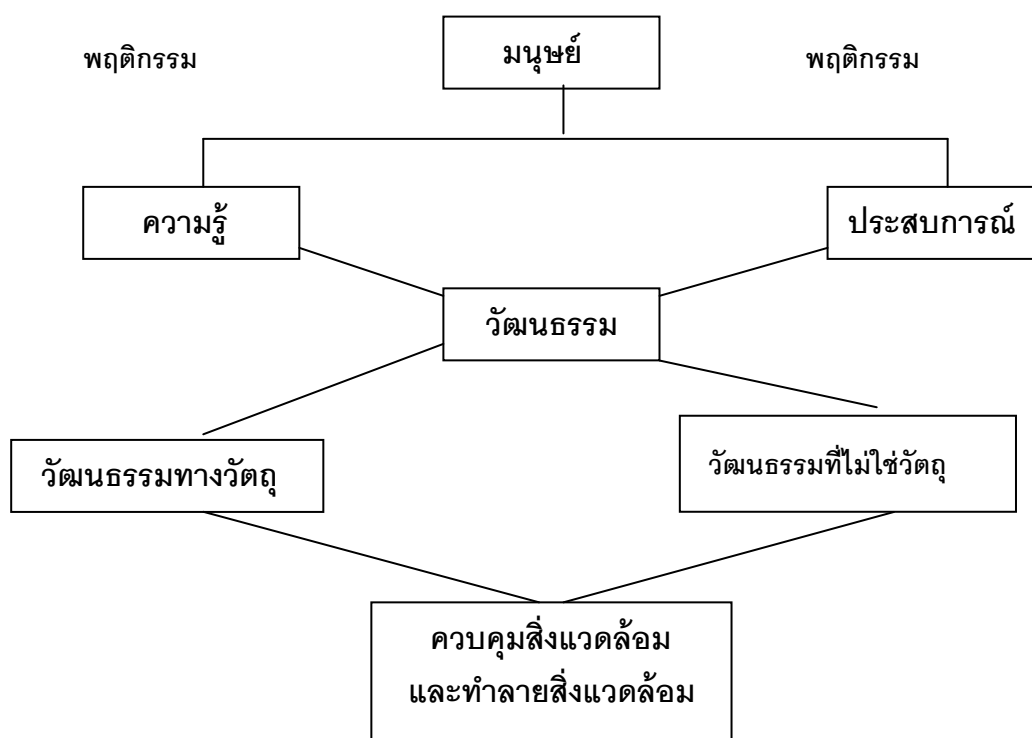 พฤติกรรม
มนุษย์
พฤติกรรม
ความรู้
ประสบการณ์
วัฒนธรรม
วัฒนธรรมทางวัตถุ
วัฒนธรรมที่ไม่ใช่วัตถุ
ควบคุมสิ่งแวดล้อม
และทำลายสิ่งแวดล้อม